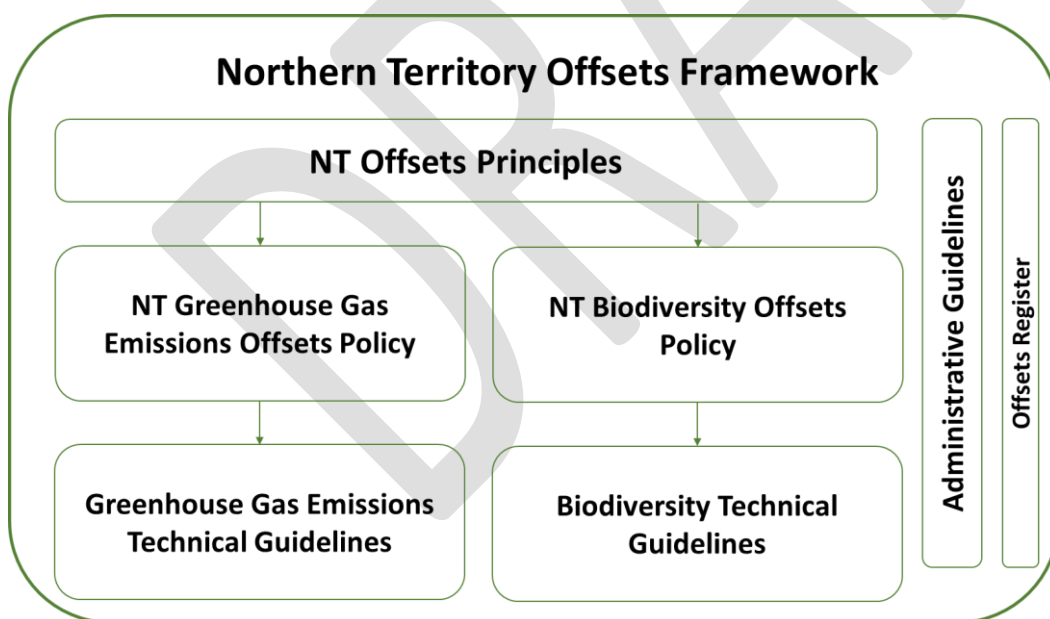 Northern Territory Offsets Framework
NT Offsets Principles
NT Greenhouse Gas
Emissions Offsets Policy
NT Biodiversity Offsets
Policy
Greenhouse Gas Emissions
Technical Guidelines
Biodiversity Technical
Guidelines
Administrative Guidelines
Offsets Register